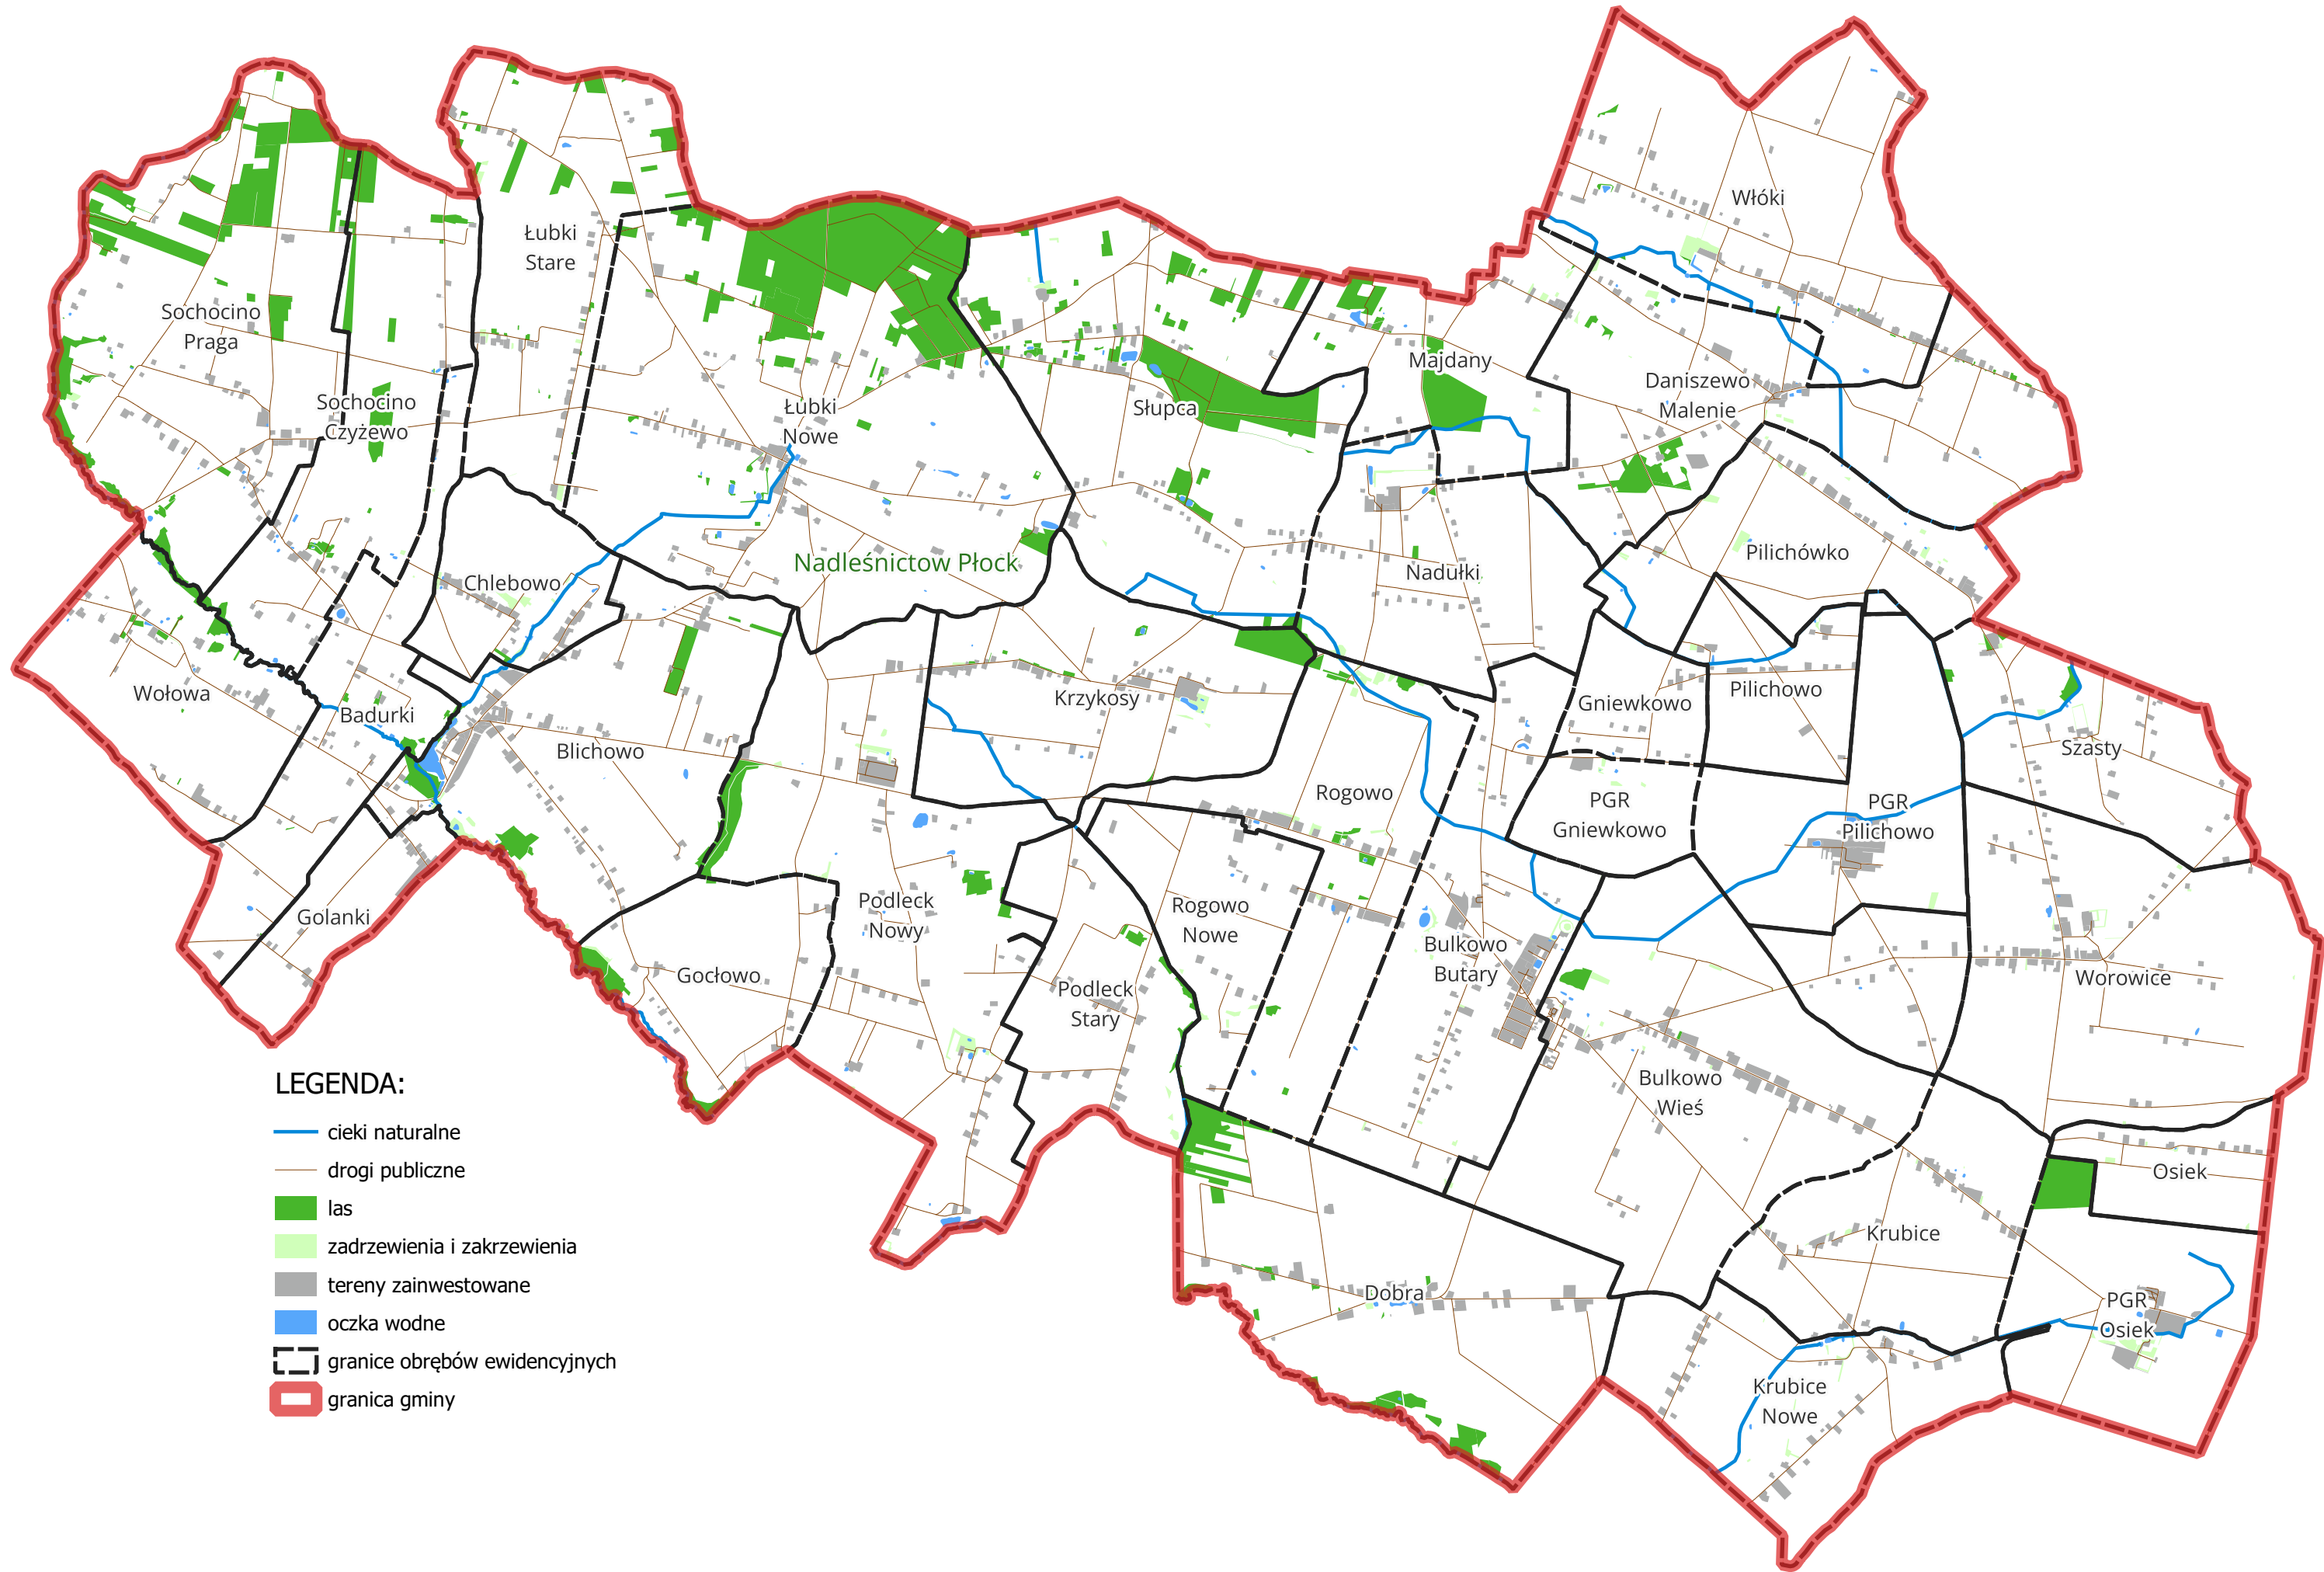 Włóki
Łubki
Stare
Sochocino
Praga
Majdany
Daniszewo
Malenie
Sochocino
Czyżewo
Łubki
Nowe
Słupca
Pilichówko
Nadleśnictow Płock
Nadułki
Chlebowo
Wołowa
Badurki
Krzykosy
Gniewkowo
Pilichowo
Blichowo
Szasty
Rogowo
PGR
Gniewkowo
PGR
Pilichowo
Golanki
Podleck
Nowy
Rogowo
Nowe
Bulkowo
Butary
Gocłowo
Podleck
Stary
Worowice
Bulkowo
Wieś
Osiek
Krubice
Dobra
PGR
Osiek
Krubice
Nowe
LEGENDA:
cieki naturalne
drogi publiczne
las
zadrzewienia i zakrzewienia
tereny zainwestowane
oczka wodne
granice obrębów ewidencyjnych
granica gminy